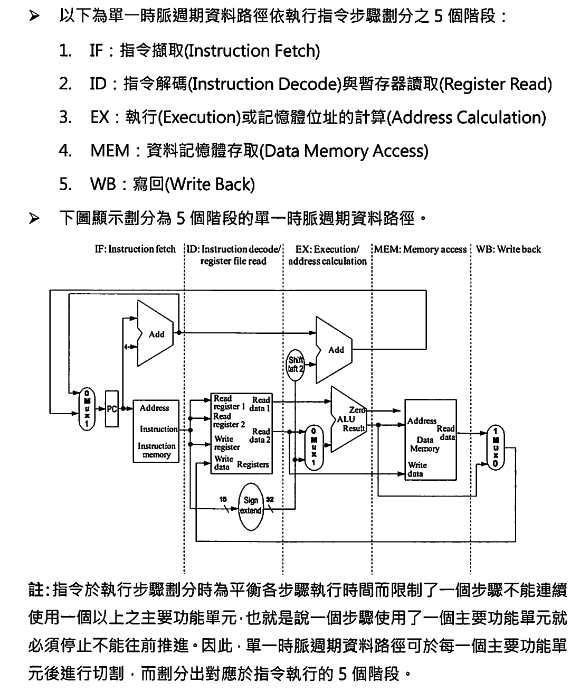 ➢ 以下為單一時脈週期資料路徑依執行指令步驟劃分之 5 個階段：
1. IF：指令擷取(Instruction Fetch)
2. ID：指令解碼(Instruction Decode)與暫存器讀取(Register Read)
3. EX：執行(Execution)或記憶體位址的計算(Address Calculation)
4. MEM：資料記憶體存取(Data Memory Access)
5. WB：寫回(Write Back)
➢ 下圖顯示劃分為 5 個階段的單一時脈週期資料路徑。
IF: Instruction fetch
ID: Instruction decode/
register file read
EX: Execution/
address calculation
MEM: Memory access
WB: Write back
Add
4
Add
Shift
left 2
0
M
u
x
1
PC
Address
Instruction
Instruction
memory
Read
register 1
Read
register 2
Write
register
Write
data
Read
data 1
Read
data 2
Registers
0
M
u
x
1
Zero
ALU
Result
Address
Read
data
Data
Memory
Write
data
1
M
u
x
0
16
Sign
extend
32
註:指令於執行步驟劃分時為平衡各步驟執行時間而限制了一個步驟不能連續
使用一個以上之主要功能單元，也就是說一個步驟使用了一個主要功能單元就
必須停止不能往前推進。因此，單一時脈週期資料路徑可於每一個主要功能單
元後進行切割，而劃分出對應於指令執行的 5 個階段。